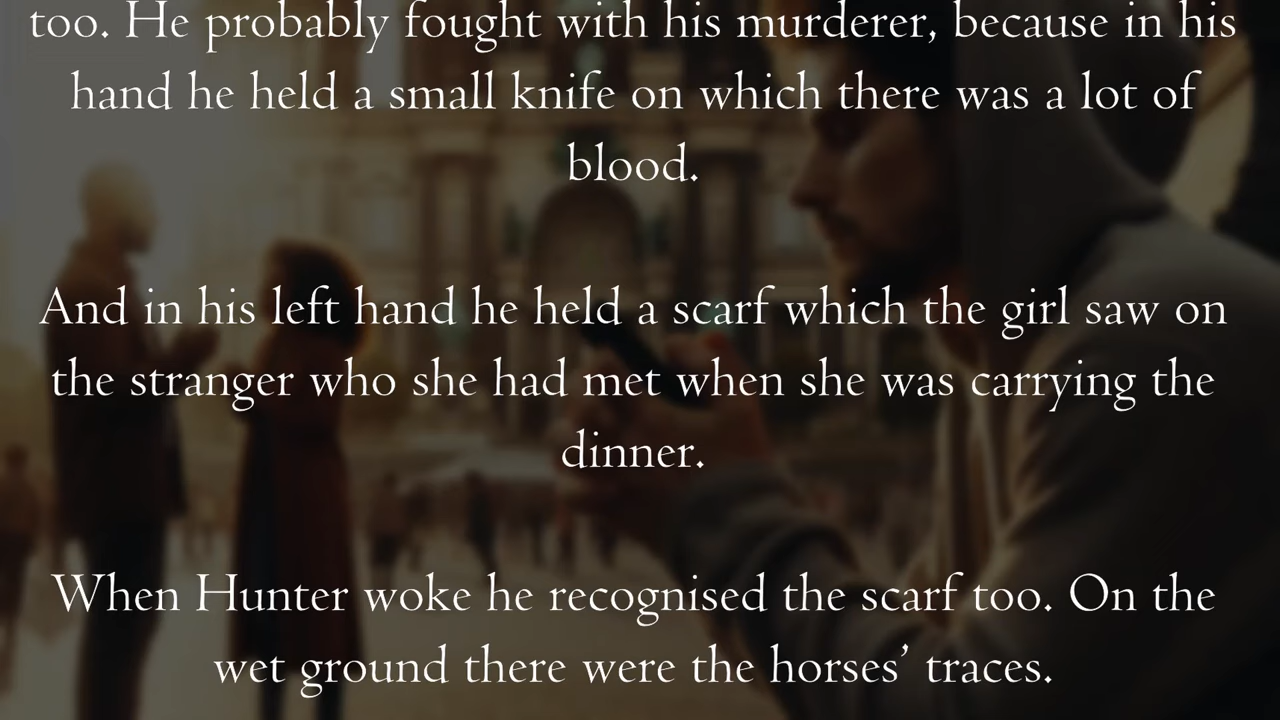 too. He probably fought with his murderer, because in his
hand he held a small knife on which there was a lot of
blood.
And in his left hand he held a scarf which the girl saw on
the stranger who she had met when she was carrying the
dinner.
When Hunter woke he recognised the scarf too. On the
wet ground there were the horses’ traces.